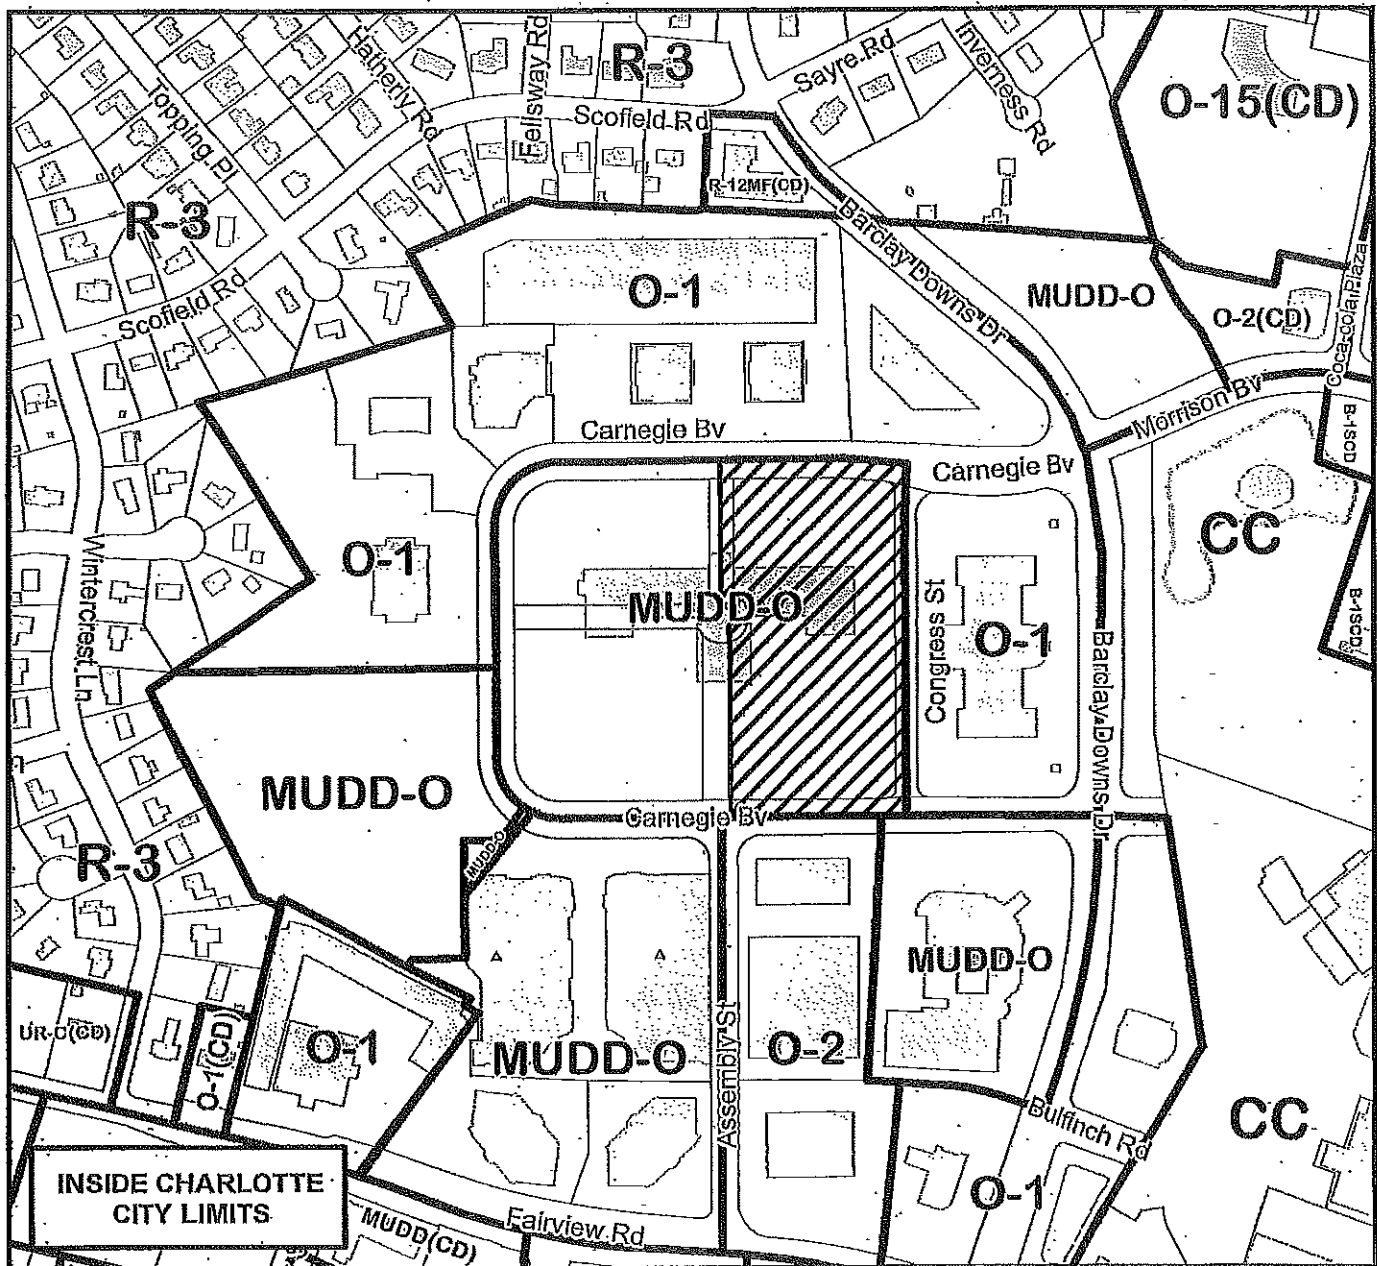 Hatherly Rd
Fellsway Rd
R-3
Sayre Rd
Inverness Rd
O-15(CD)
Topping Pl
Scofield Rd
R-12MF(CD)
R-3
Scofield Rd
O-1
Barclay Downs Dr
MUDD-O
O-2(CD)
Coca-cola Plaza
Morrison Bv
B-1SCD
Carnegie Bv
Carnegie Bv
CC
O-1
Wintercrest Ln
MUDD-O
Congress St
O-1
Barclay Downs Dr
B-1SCD
MUDD-O
Carnegie Bv
MUDD-O
R-3
MUDD-O
UR-C(CD)
O-1(CD)
O-1
MUDD-O
Assembly St
O-2
Bulfinch Rd
CC
O-1
INSIDE CHARLOTTE
CITY LIMITS
MUDD(CD)
Fairview Rd